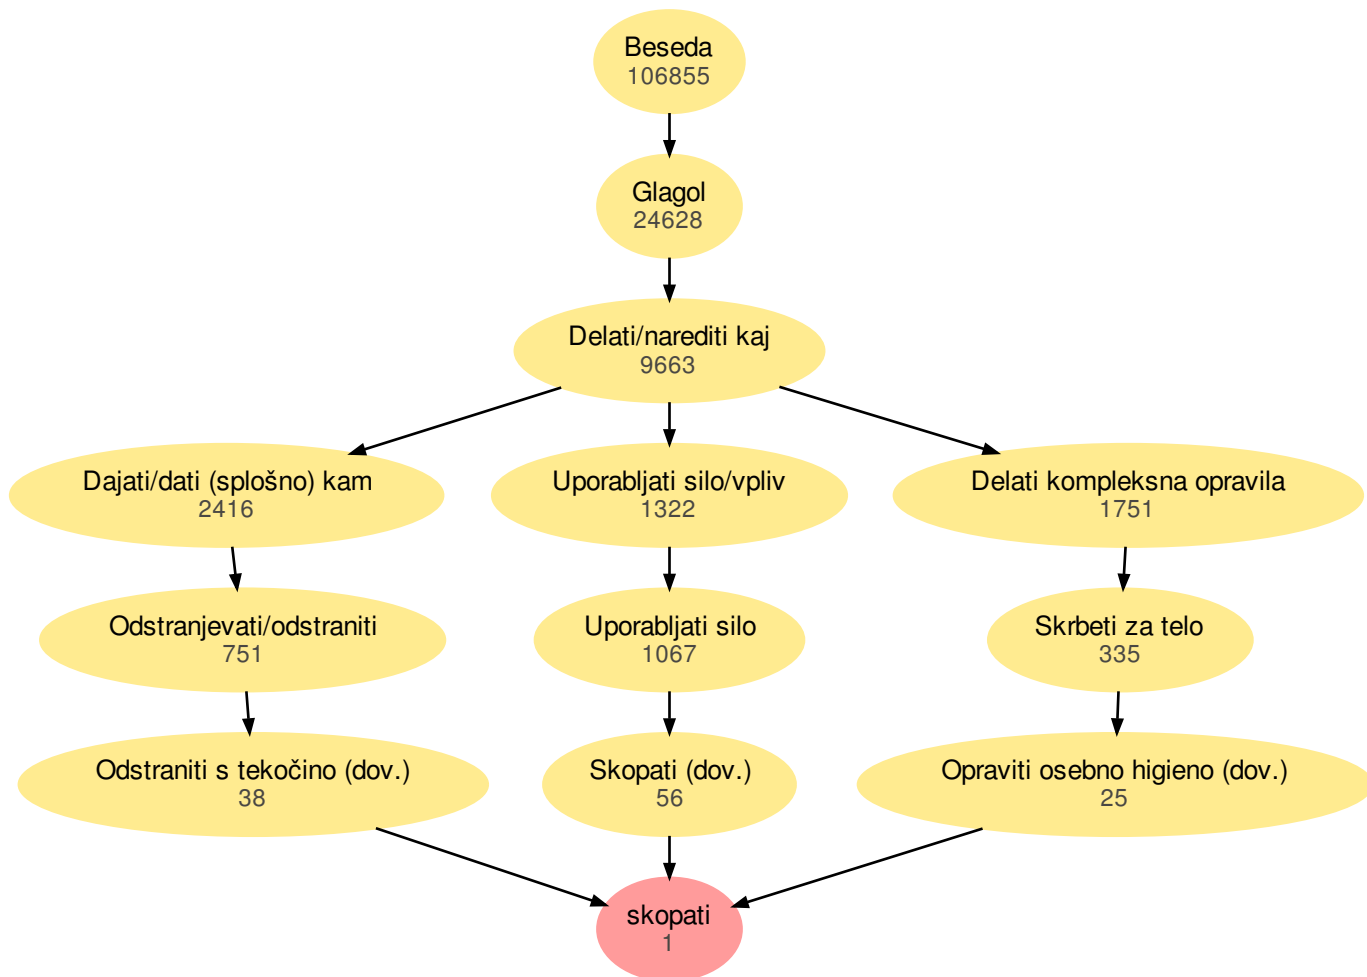 Beseda
106855
Glagol
24628
Delati/narediti kaj
9663
Dajati/dati (splošno) kam
2416
Uporabljati silo/vpliv
1322
Delati kompleksna opravila
1751
Odstranjevati/odstraniti
751
Uporabljati silo
1067
Skrbeti za telo
335
Odstraniti s tekočino (dov.)
38
Skopati (dov.)
56
Opraviti osebno higieno (dov.)
25
skopati
1